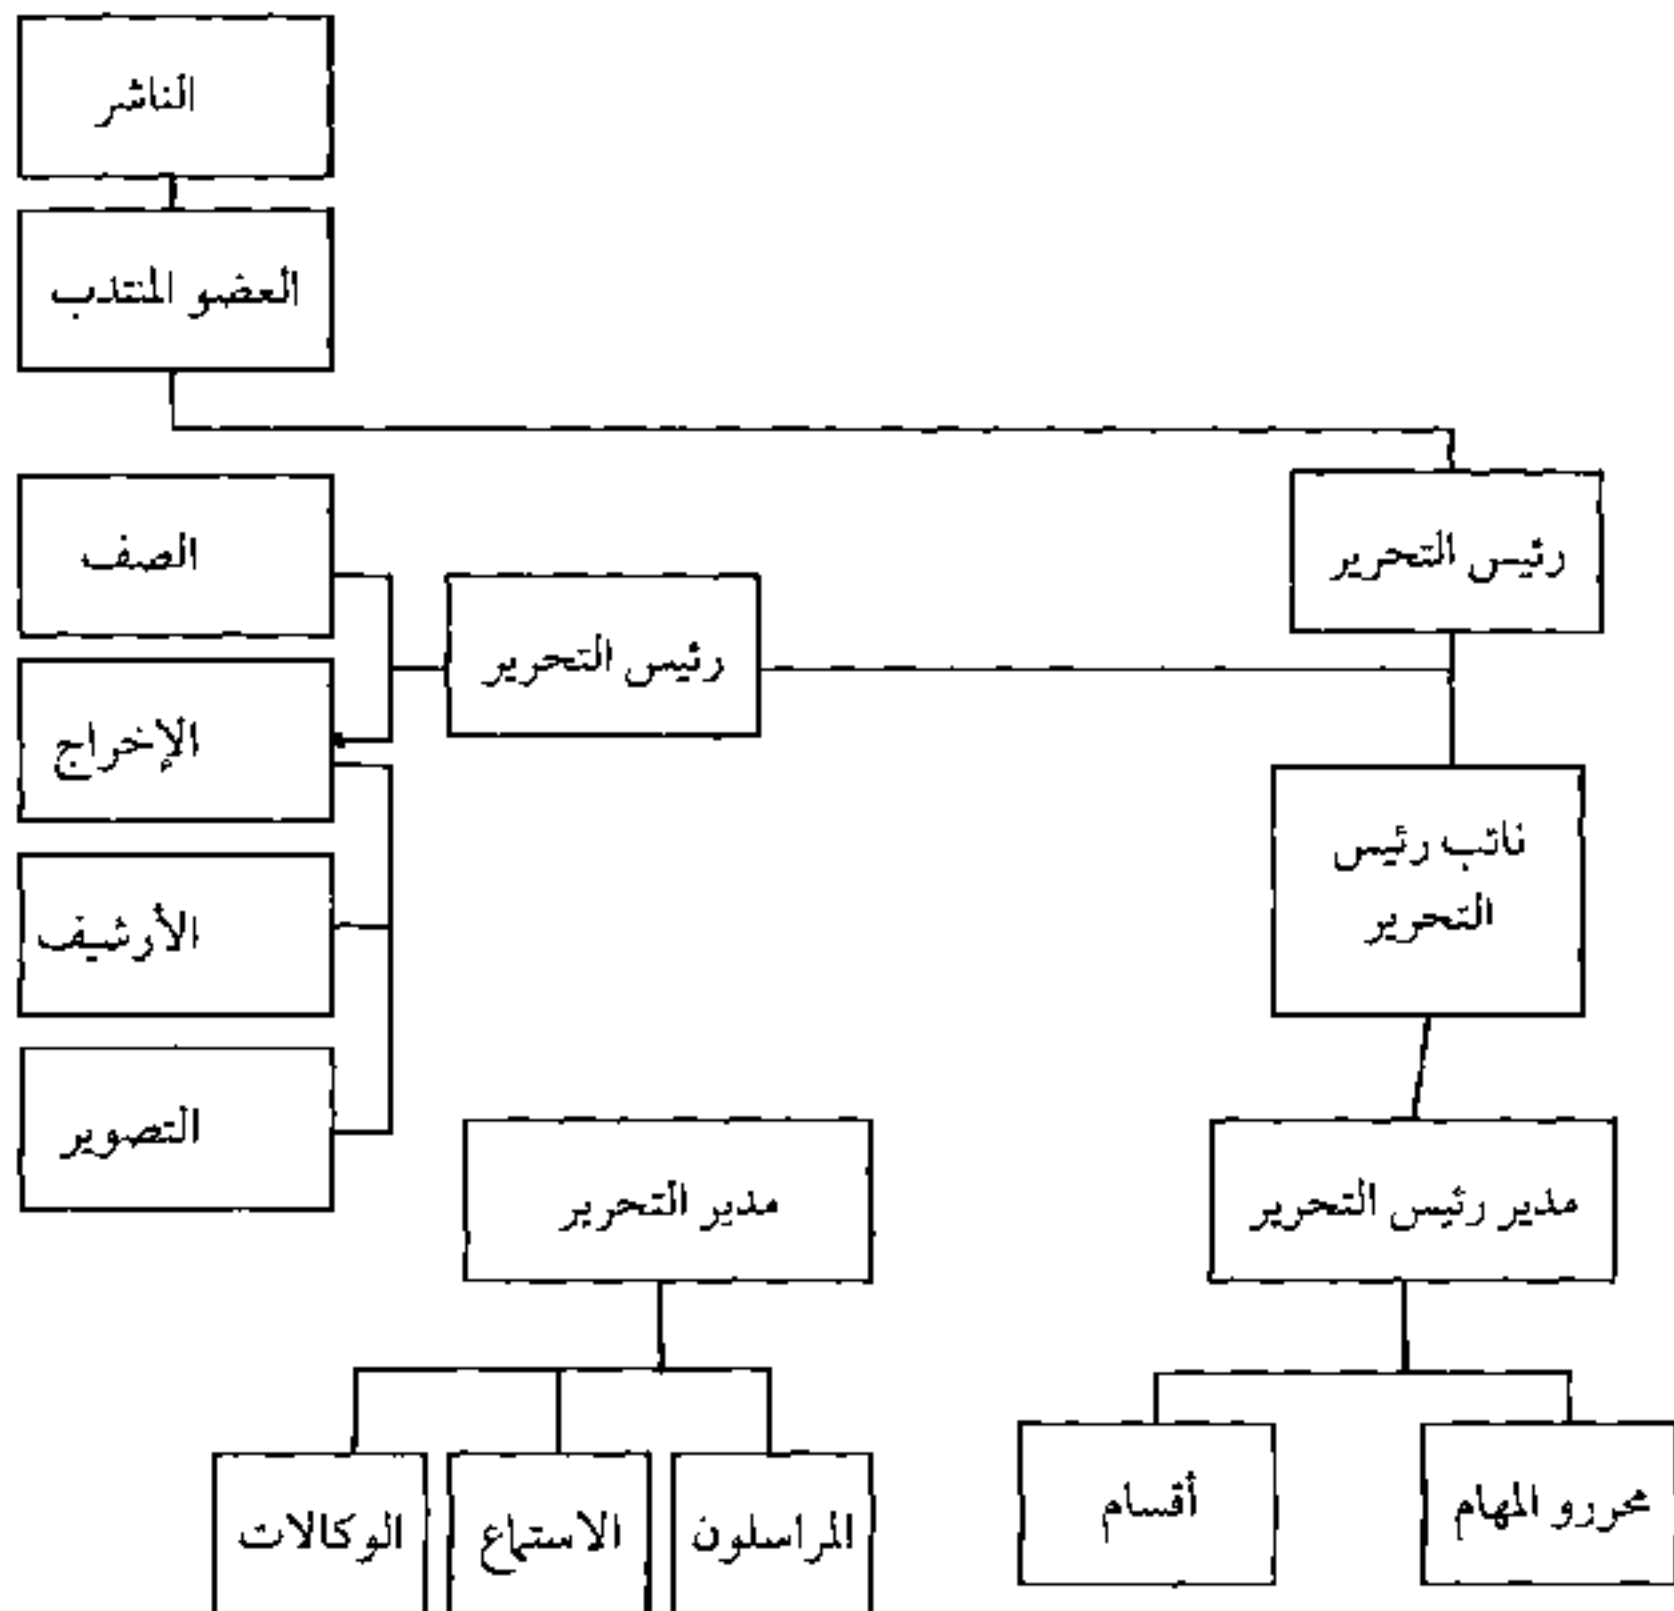 الناشر
العضو المنتدب
رئيس التحرير
الصف
رئيس التحرير
الإخراج
نائب رئيس
التحرير
الأرشيف
التصوير
مدير رئيس التحرير
مدير التحرير
محررو المهام
أقسام
المراسلون
الاستماع
الوكالات